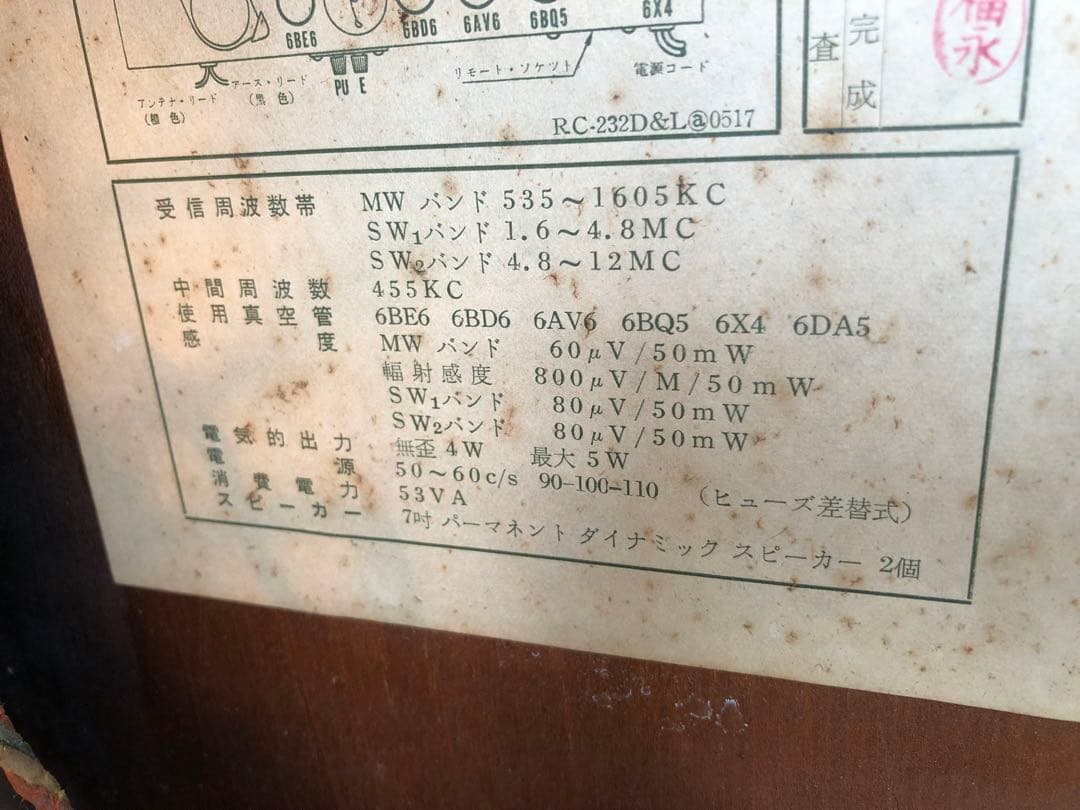 6BE6 6BD6 6AV6 6BQ5 6X4
アンテナ・リード
(橙色)
アース・リード
(黒色)
PU E
リモート・ソケット
電源コード
RC-232D&Lⓐ0517
査
完成
福永
受信周波数帯 MW バンド 535〜1605KC
SW₁バンド 1.6〜4.8MC
SW₂バンド 4.8〜12MC
中間周波数 455KC
使用真空管 6BE6 6BD6 6AV6 6BQ5 6X4 6DA5
感度 MW バンド 60μV/50mW
輻射感度 800μV/M/50mW
SW₁バンド 80μV/50mW
SW₂バンド 80μV/50mW
電気的出力 無歪 4W 最大 5W
電源 50〜60c/s 90-100-110 (ヒューズ差替式)
消費電力 53VA
スピーカー 7吋 パーマネント ダイナミック スピーカー 2個